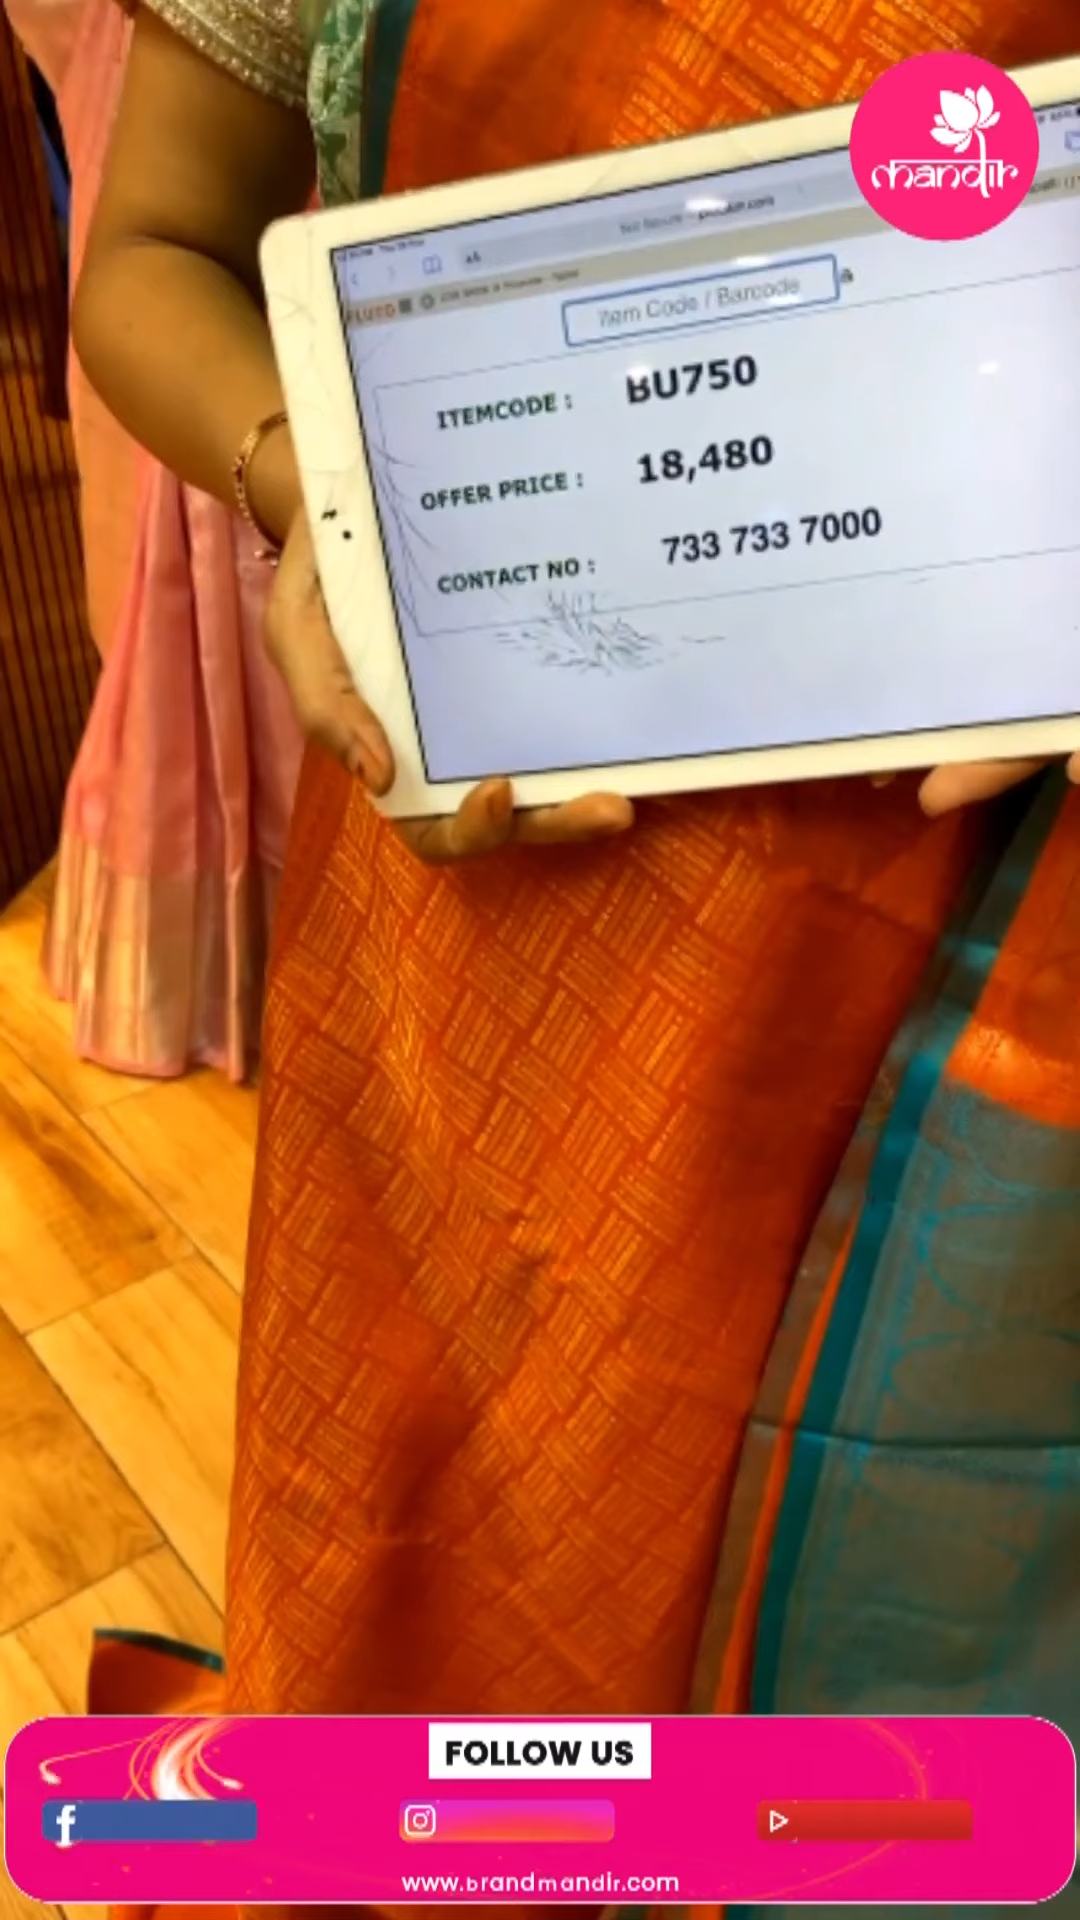 mandir
Item Code / Barcode
ITEMCODE : BU750
OFFER PRICE : 18,480
CONTACT NO : 733 733 7000
FOLLOW US
www.brandmandir.com